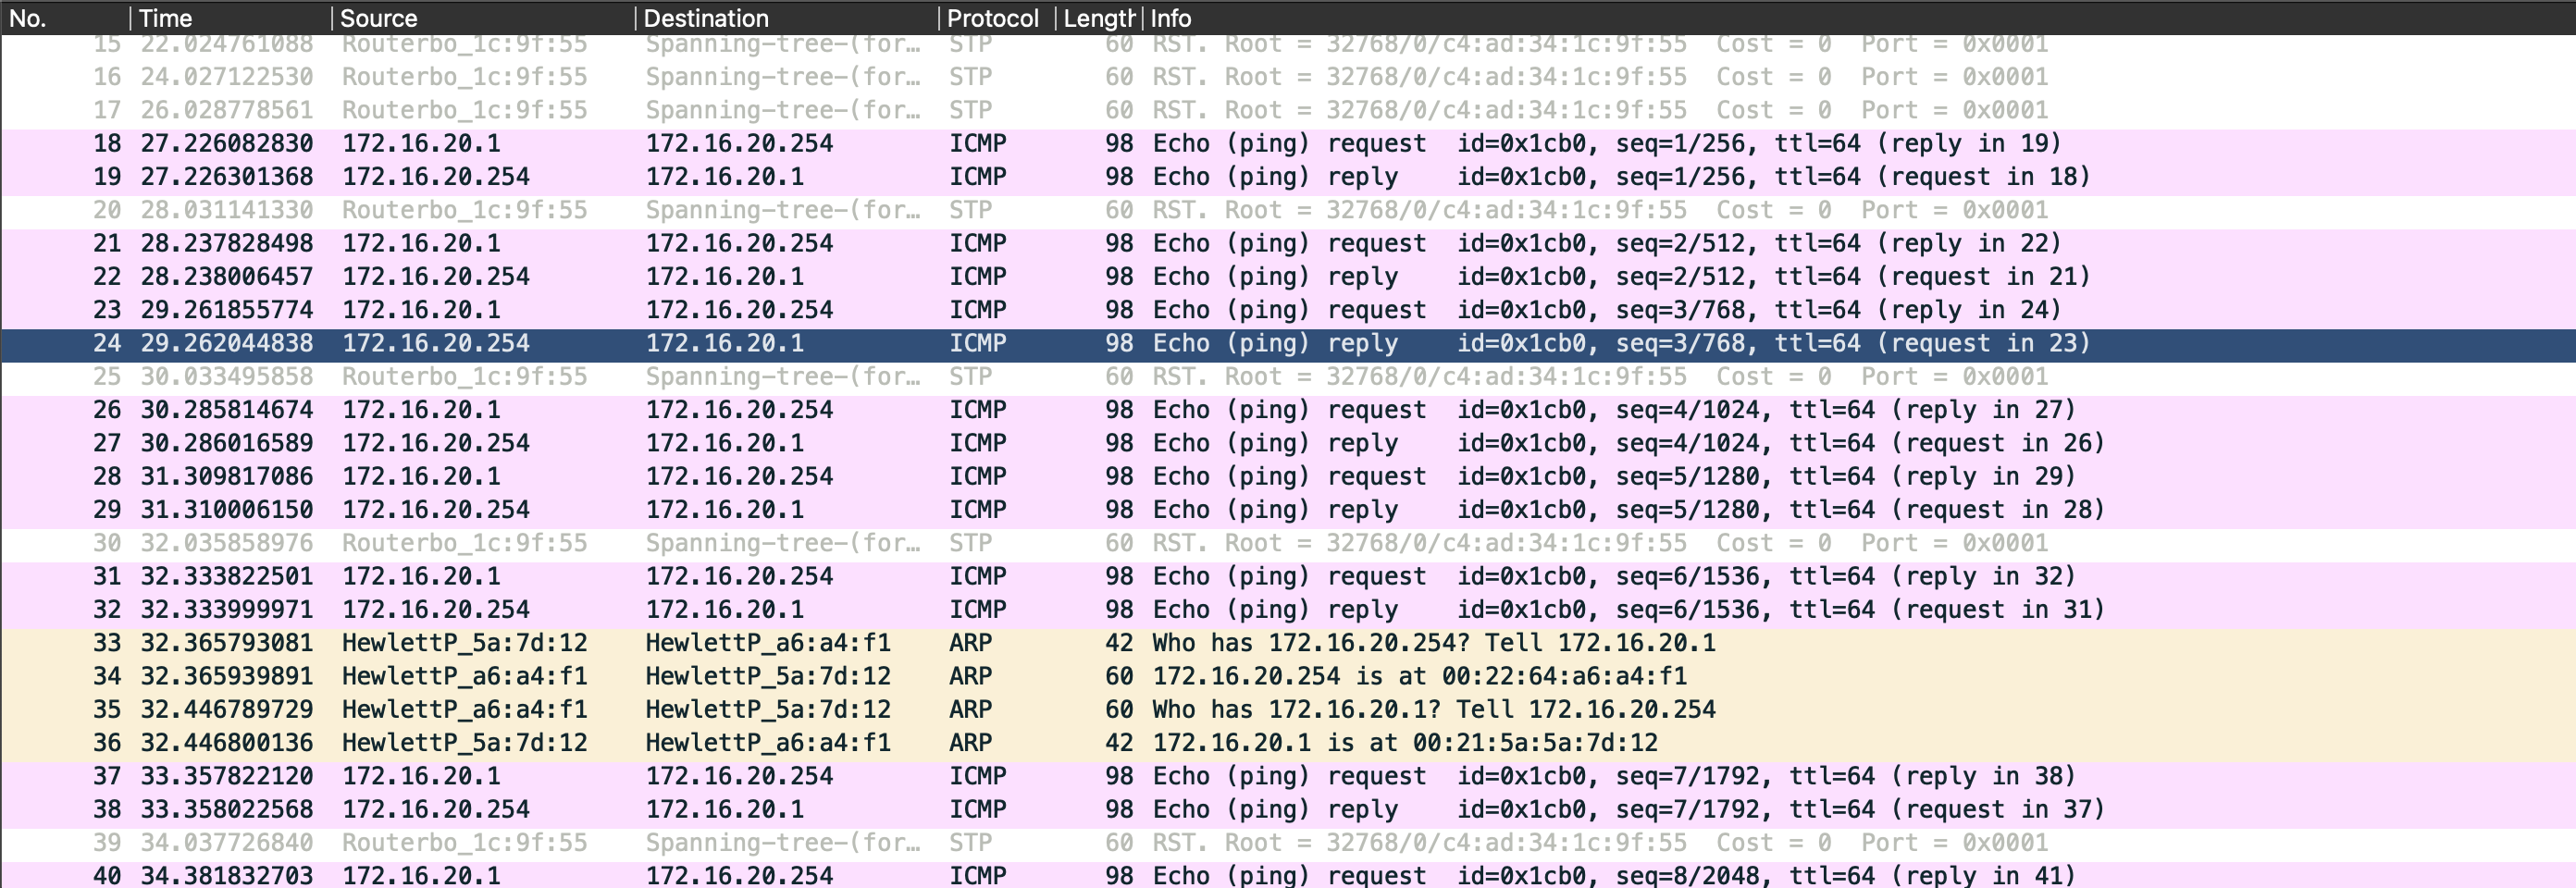 No. Time Source Destination Protocol Lengtł Info
15 22.024761088 Routerbo_1c:9f:55 Spanning-tree-(for… STP 60 RST. Root = 32768/0/c4:ad:34:1c:9f:55 Cost = 0 Port = 0x0001
16 24.027122530 Routerbo_1c:9f:55 Spanning-tree-(for… STP 60 RST. Root = 32768/0/c4:ad:34:1c:9f:55 Cost = 0 Port = 0x0001
17 26.028778561 Routerbo_1c:9f:55 Spanning-tree-(for… STP 60 RST. Root = 32768/0/c4:ad:34:1c:9f:55 Cost = 0 Port = 0x0001
18 27.226082830 172.16.20.1 172.16.20.254 ICMP 98 Echo (ping) request id=0x1cb0, seq=1/256, ttl=64 (reply in 19)
19 27.226301368 172.16.20.254 172.16.20.1 ICMP 98 Echo (ping) reply id=0x1cb0, seq=1/256, ttl=64 (request in 18)
20 28.031141330 Routerbo_1c:9f:55 Spanning-tree-(for… STP 60 RST. Root = 32768/0/c4:ad:34:1c:9f:55 Cost = 0 Port = 0x0001
21 28.237828498 172.16.20.1 172.16.20.254 ICMP 98 Echo (ping) request id=0x1cb0, seq=2/512, ttl=64 (reply in 22)
22 28.238006457 172.16.20.254 172.16.20.1 ICMP 98 Echo (ping) reply id=0x1cb0, seq=2/512, ttl=64 (request in 21)
23 29.261855774 172.16.20.1 172.16.20.254 ICMP 98 Echo (ping) request id=0x1cb0, seq=3/768, ttl=64 (reply in 24)
24 29.262044838 172.16.20.254 172.16.20.1 ICMP 98 Echo (ping) reply id=0x1cb0, seq=3/768, ttl=64 (request in 23)
25 30.033495858 Routerbo_1c:9f:55 Spanning-tree-(for… STP 60 RST. Root = 32768/0/c4:ad:34:1c:9f:55 Cost = 0 Port = 0x0001
26 30.285814674 172.16.20.1 172.16.20.254 ICMP 98 Echo (ping) request id=0x1cb0, seq=4/1024, ttl=64 (reply in 27)
27 30.286016589 172.16.20.254 172.16.20.1 ICMP 98 Echo (ping) reply id=0x1cb0, seq=4/1024, ttl=64 (request in 26)
28 31.309817086 172.16.20.1 172.16.20.254 ICMP 98 Echo (ping) request id=0x1cb0, seq=5/1280, ttl=64 (reply in 29)
29 31.310006150 172.16.20.254 172.16.20.1 ICMP 98 Echo (ping) reply id=0x1cb0, seq=5/1280, ttl=64 (request in 28)
30 32.035858976 Routerbo_1c:9f:55 Spanning-tree-(for… STP 60 RST. Root = 32768/0/c4:ad:34:1c:9f:55 Cost = 0 Port = 0x0001
31 32.333822501 172.16.20.1 172.16.20.254 ICMP 98 Echo (ping) request id=0x1cb0, seq=6/1536, ttl=64 (reply in 32)
32 32.333999971 172.16.20.254 172.16.20.1 ICMP 98 Echo (ping) reply id=0x1cb0, seq=6/1536, ttl=64 (request in 31)
33 32.365793081 HewlettP_5a:7d:12 HewlettP_a6:a4:f1 ARP 42 Who has 172.16.20.254? Tell 172.16.20.1
34 32.365939891 HewlettP_a6:a4:f1 HewlettP_5a:7d:12 ARP 60 172.16.20.254 is at 00:22:64:a6:a4:f1
35 32.446789729 HewlettP_a6:a4:f1 HewlettP_5a:7d:12 ARP 60 Who has 172.16.20.1? Tell 172.16.20.254
36 32.446800136 HewlettP_5a:7d:12 HewlettP_a6:a4:f1 ARP 42 172.16.20.1 is at 00:21:5a:5a:7d:12
37 33.357822120 172.16.20.1 172.16.20.254 ICMP 98 Echo (ping) request id=0x1cb0, seq=7/1792, ttl=64 (reply in 38)
38 33.358022568 172.16.20.254 172.16.20.1 ICMP 98 Echo (ping) reply id=0x1cb0, seq=7/1792, ttl=64 (request in 37)
39 34.037726840 Routerbo_1c:9f:55 Spanning-tree-(for… STP 60 RST. Root = 32768/0/c4:ad:34:1c:9f:55 Cost = 0 Port = 0x0001
40 34.381832703 172.16.20.1 172.16.20.254 ICMP 98 Echo (ping) request id=0x1cb0, seq=8/2048, ttl=64 (reply in 41)